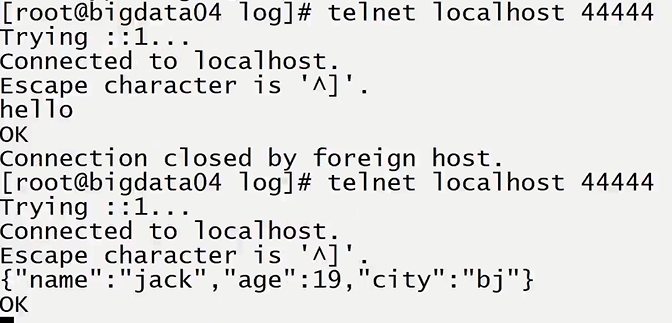 [root@bigdata04 log]# telnet localhost 44444
Trying ::1...
Connected to localhost.
Escape character is '^]'.
hello
OK
Connection closed by foreign host.
[root@bigdata04 log]# telnet localhost 44444
Trying ::1...
Connected to localhost.
Escape character is '^]'.
{"name":"jack","age":19,"city":"bj"}
OK